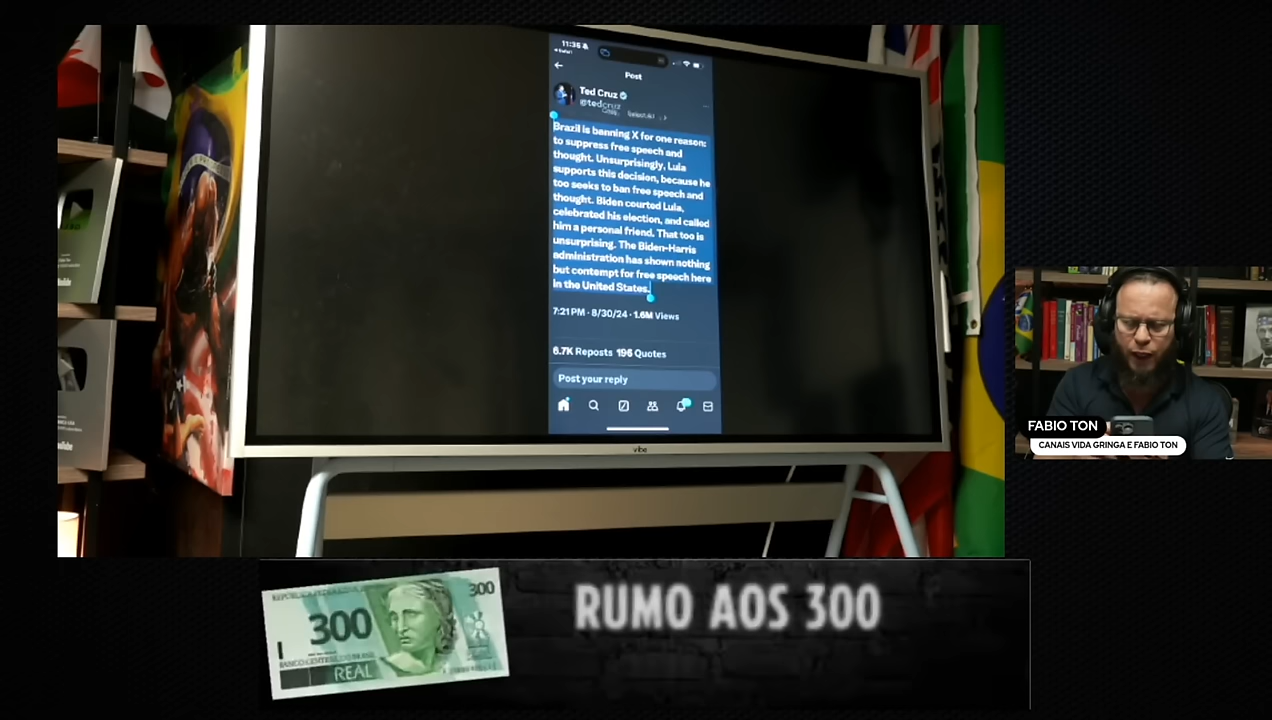 11:35
Post
Ted Cruz
@tedcruz
Brazil is banning X for one reason:
to suppress free speech and
thought. Unsurprisingly, Lula
supports this decision, because he
too seeks to ban free speech and
thought. Biden courted Lula,
celebrated his election, and called
him a personal friend. That too is
unsurprising. The Biden-Harris
administration has shown nothing
but contempt for free speech here
in the United States.
7:21 PM · 8/30/24 · 1.6M Views
6.7K Reposts 196 Quotes
Post your reply
vibe
FABIO TON
CANAIS VIDA GRINGA E FABIO TON
300
300
REAL
RUMO AOS 300